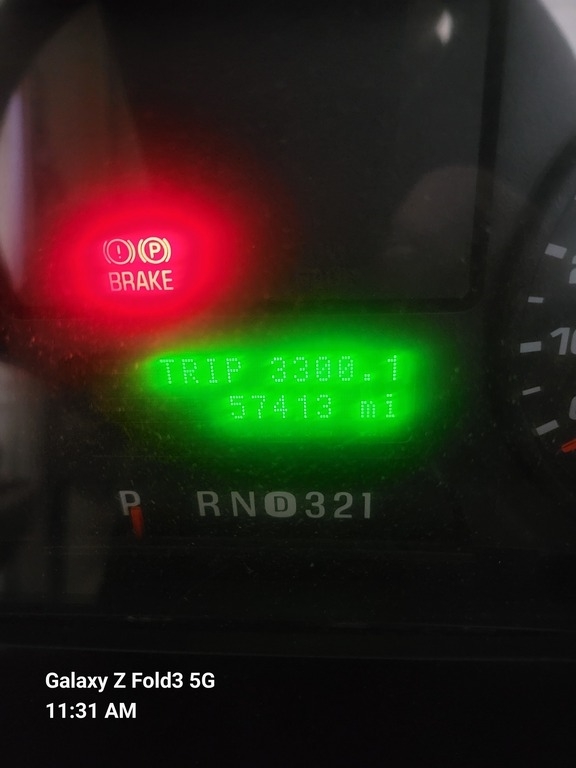 (!) (P)
BRAKE
TRIP 3300.1
57413 mi
P RND321
Galaxy Z Fold3 5G
11:31 AM